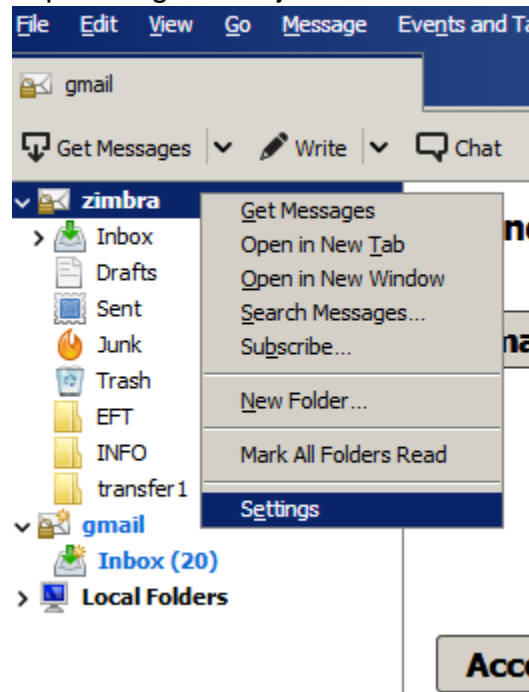 File Edit View Go Message Events and Ta
gmail
Get Messages Write Chat
zimbra
Inbox
Drafts
Sent
Junk
Trash
EFT
INFO
transfer1
gmail
Inbox (20)
Local Folders
Get Messages
Open in New Tab
Open in New Window
Search Messages...
Subscribe...
New Folder...
Mark All Folders Read
Settings
Acc